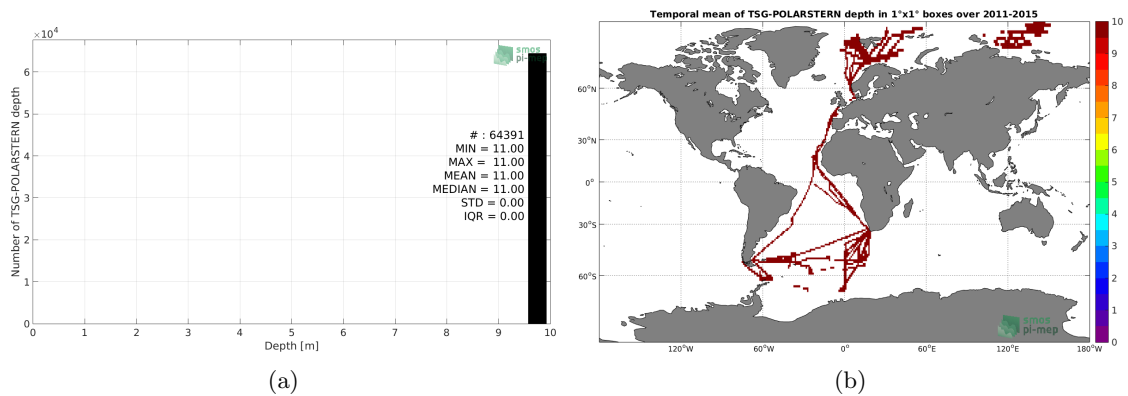 ×10⁴
smos
pi-mep
6
5
4
3
2
1
0
Number of TSG-POLARSTERN depth
# : 64391
MIN = 11.00
MAX = 11.00
MEAN = 11.00
MEDIAN = 11.00
STD = 0.00
IQR = 0.00
0 1 2 3 4 5 6 7 8 9 10
Depth [m]
(a)
Temporal mean of TSG-POLARSTERN depth in 1°x1° boxes over 2011-2015
60°N
30°N
0°
30°S
60°S
120°W 60°W 0° 60°E 120°E 180°W
smos
pi-mep
10
9
8
7
6
5
4
3
2
1
0
(b)